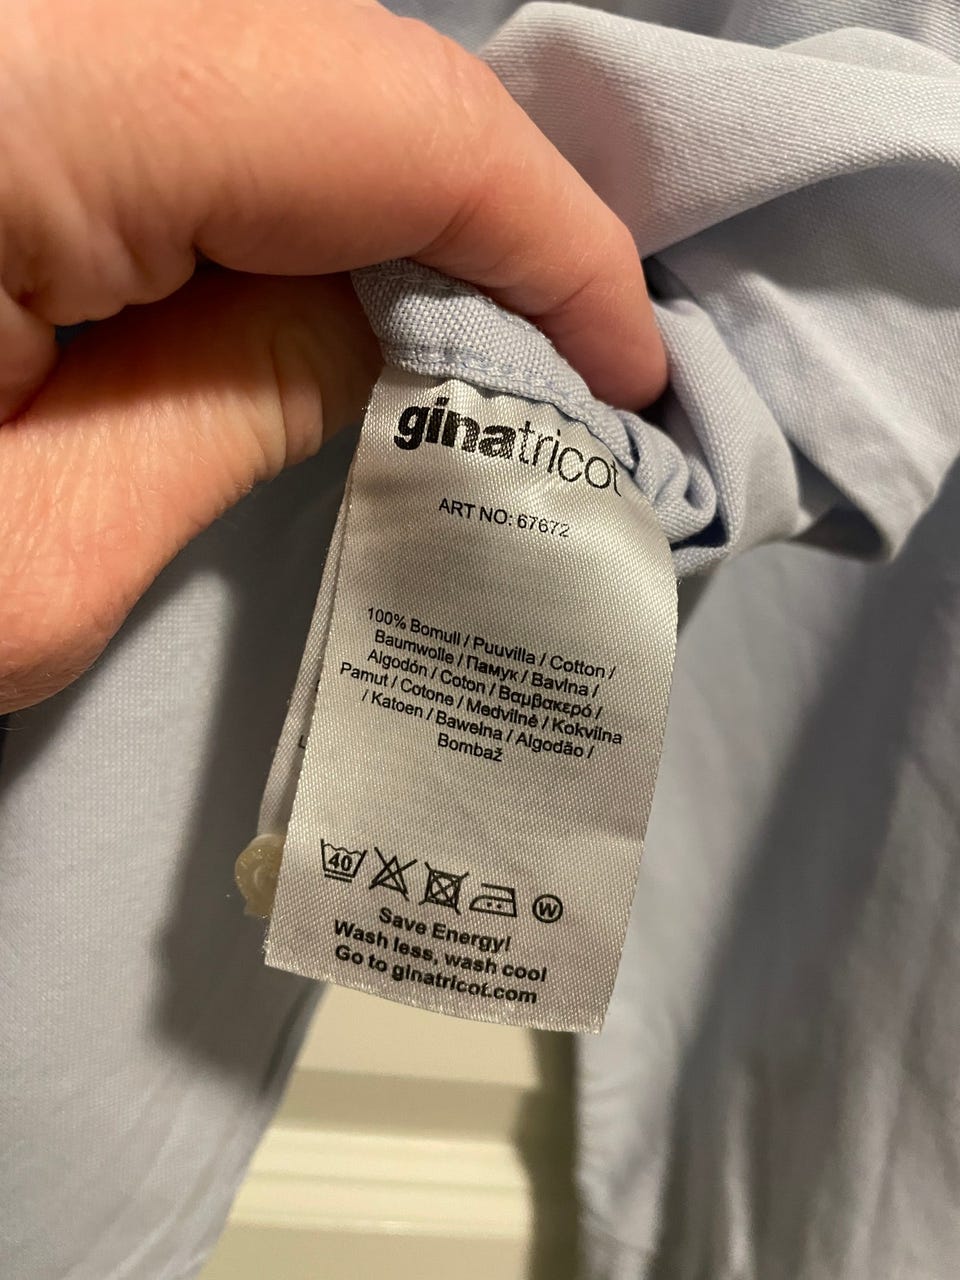 ginatricot
ART NO: 67672
100% Bomull / Puuvilla / Cotton /
Baumwolle / Памук / Bavlna /
Algodón / Coton / Βαμβακερό /
Pamut / Cotone / Medvilnė / Kokvilna
/ Katoen / Bawełna / Algodão /
Bombaž
40
W
Save Energy!
Wash less, wash cool
Go to ginatricot.com